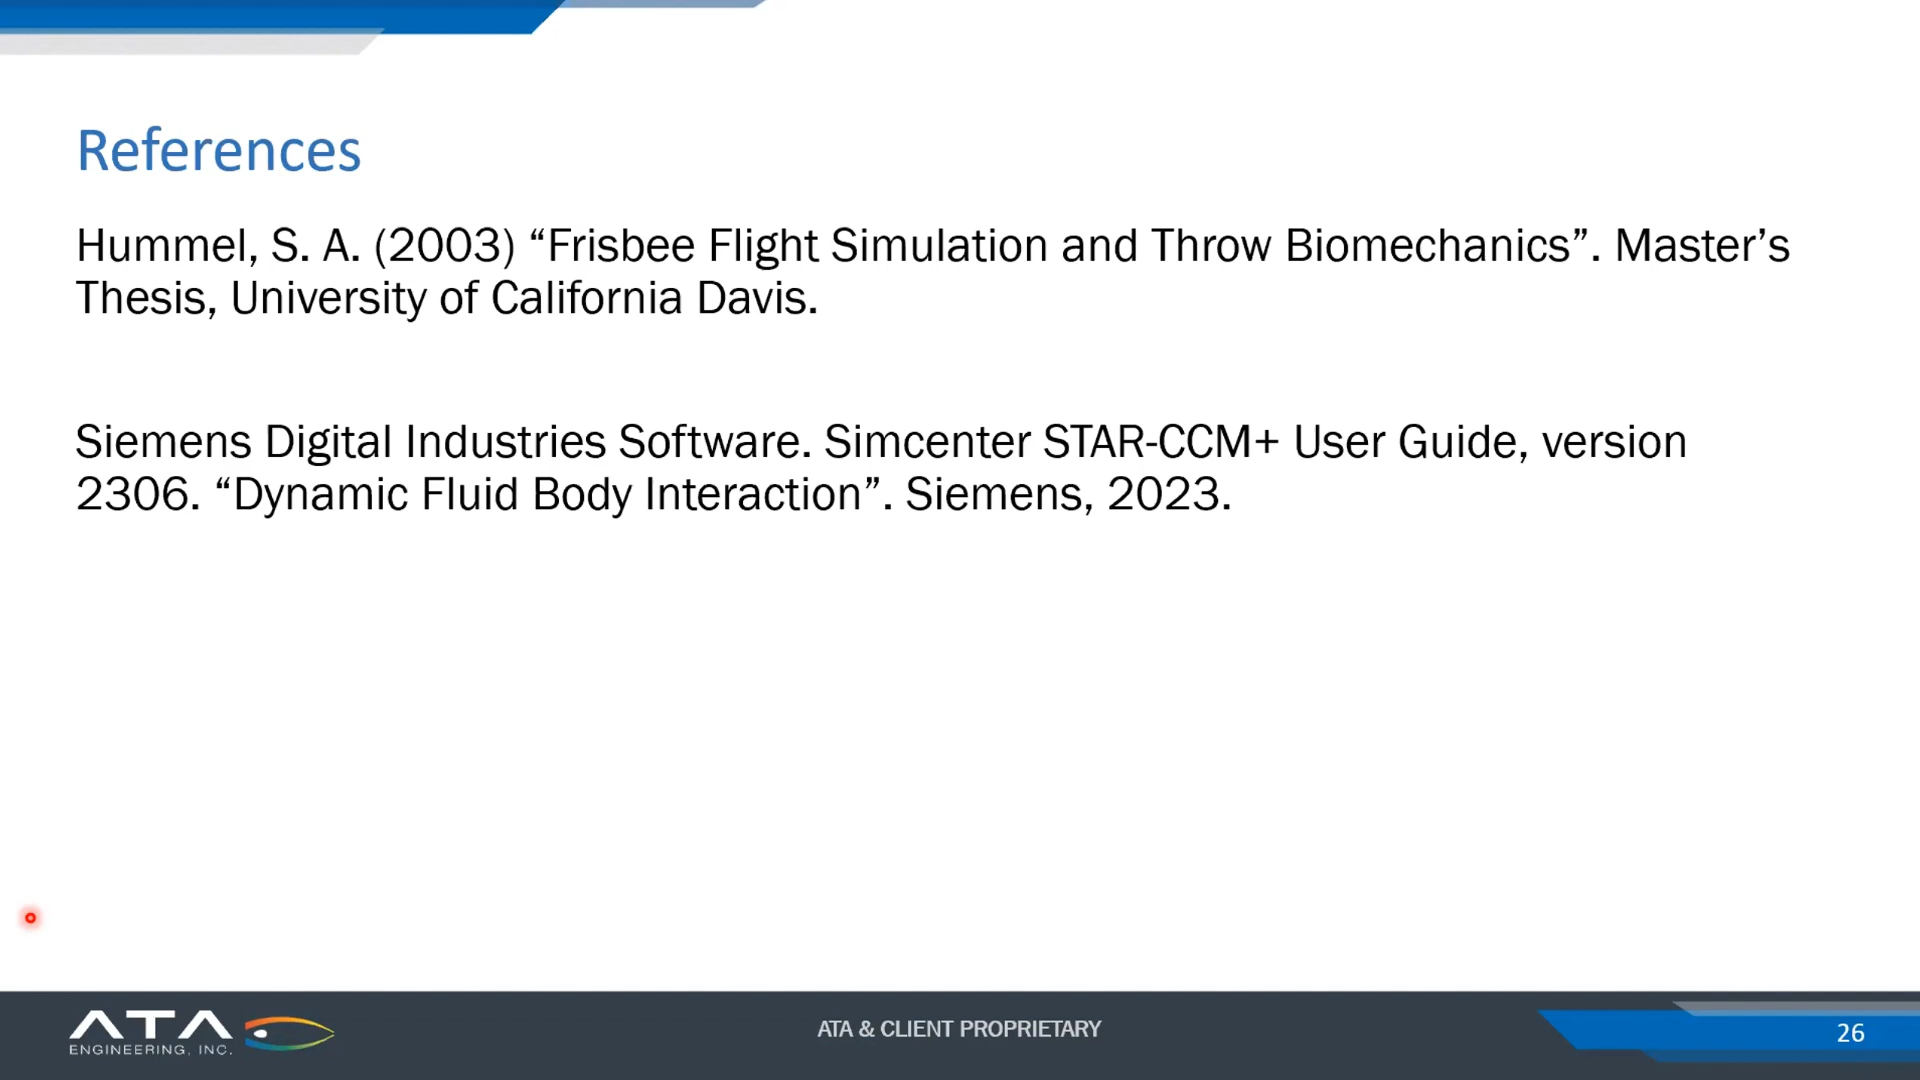 References
Hummel, S. A. (2003) “Frisbee Flight Simulation and Throw Biomechanics”. Master’s
Thesis, University of California Davis.
Siemens Digital Industries Software. Simcenter STAR-CCM+ User Guide, version
2306. “Dynamic Fluid Body Interaction”. Siemens, 2023.
ATA
ENGINEERING, INC.
ATA & CLIENT PROPRIETARY
26